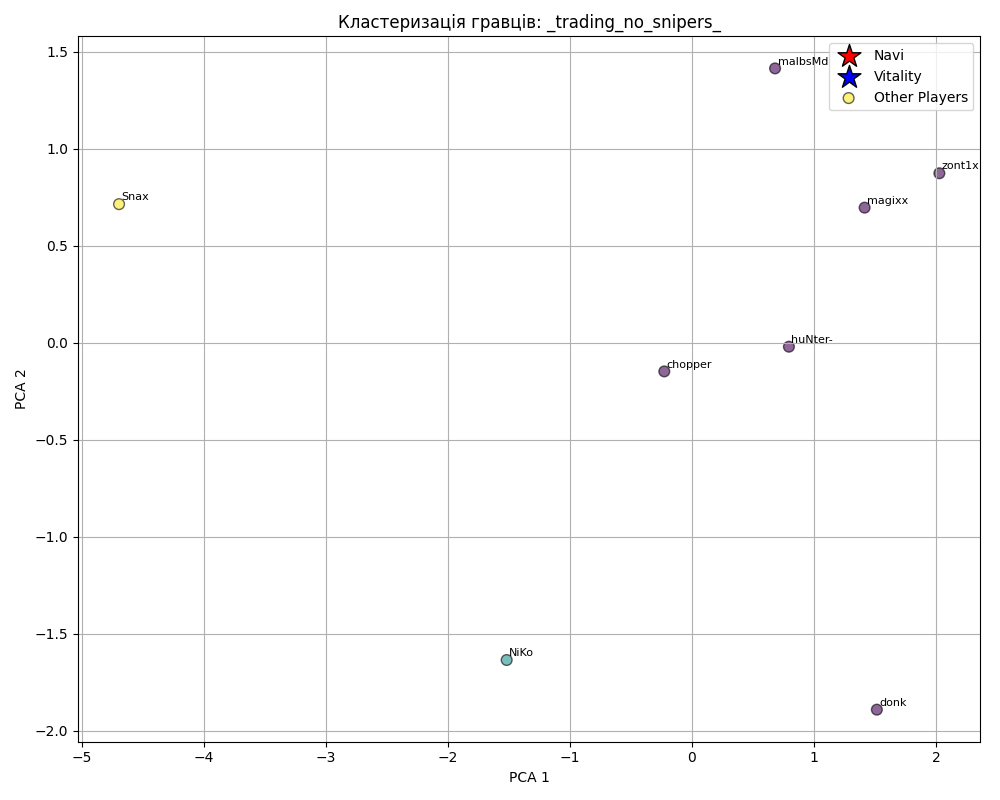 Кластеризація гравців: _trading_no_snipers_
Navi
Vitality
Other Players
malbsMd
zont1x
magixx
Snax
huNter-
chopper
NiKo
donk
1.5
1.0
0.5
0.0
−0.5
−1.0
−1.5
−2.0
PCA 2
−5 −4 −3 −2 −1 0 1 2
PCA 1